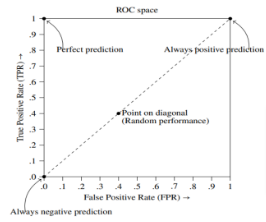 ROC space
1
.9
Perfect prediction
Always positive prediction
.8
.7
.6
.5
.4
Point on diagonal
(Random performance)
.3
.2
.1
.0
True Positive Rate (TPR) →
.0 .1 .2 .3 .4 .5 .6 .7 .8 .9 1
False Positive Rate (FPR) →
Always negative prediction